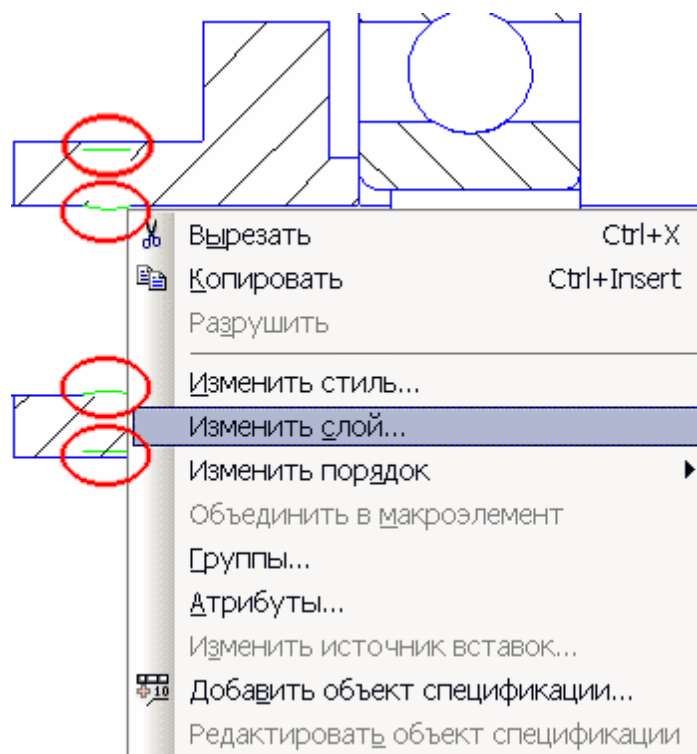 Вырезать Ctrl+X
Копировать Ctrl+Insert
Разрушить
Изменить стиль...
Изменить слой...
Изменить порядок
Объединить в макроэлемент
Группы...
Атрибуты...
Изменить источник вставок...
10 Добавить объект спецификации...
Редактировать объект спецификации